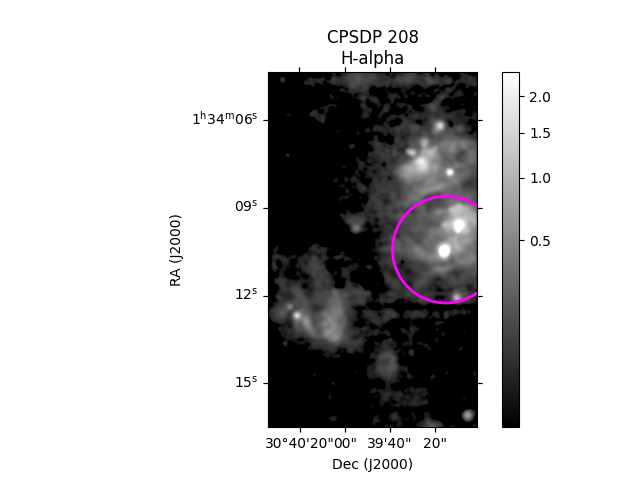 CPSDP 208
H-alpha
1ʰ34ᵐ06ˢ
09ˢ
12ˢ
15ˢ
RA (J2000)
30°40'20"00" 39'40" 20"
Dec (J2000)
2.0
1.5
1.0
0.5